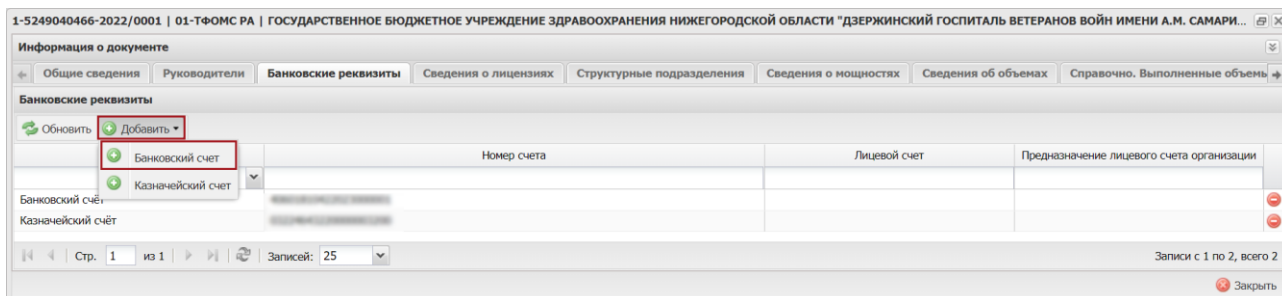 1-5249040466-2022/0001 | 01-ТФОМС РА | ГОСУДАРСТВЕННОЕ БЮДЖЕТНОЕ УЧРЕЖДЕНИЕ ЗДРАВООХРАНЕНИЯ НИЖЕГОРОДСКОЙ ОБЛАСТИ "ДЗЕРЖИНСКИЙ ГОСПИТАЛЬ ВЕТЕРАНОВ ВОЙН ИМЕНИ А.М. САМАРИ...
Информация о документе
Общие сведения Руководители Банковские реквизиты Сведения о лицензиях Структурные подразделения Сведения о мощностях Сведения об объемах Справочно. Выполненные объемы
Банковские реквизиты
Обновить Добавить
Номер счета Лицевой счет Предназначение лицевого счета организации
Банковский счет
Казначейский счет
Банковский счёт
Казначейский счёт
Стр. 1 из 1 Записей: 25 Записи с 1 по 2, всего 2
Закрыть